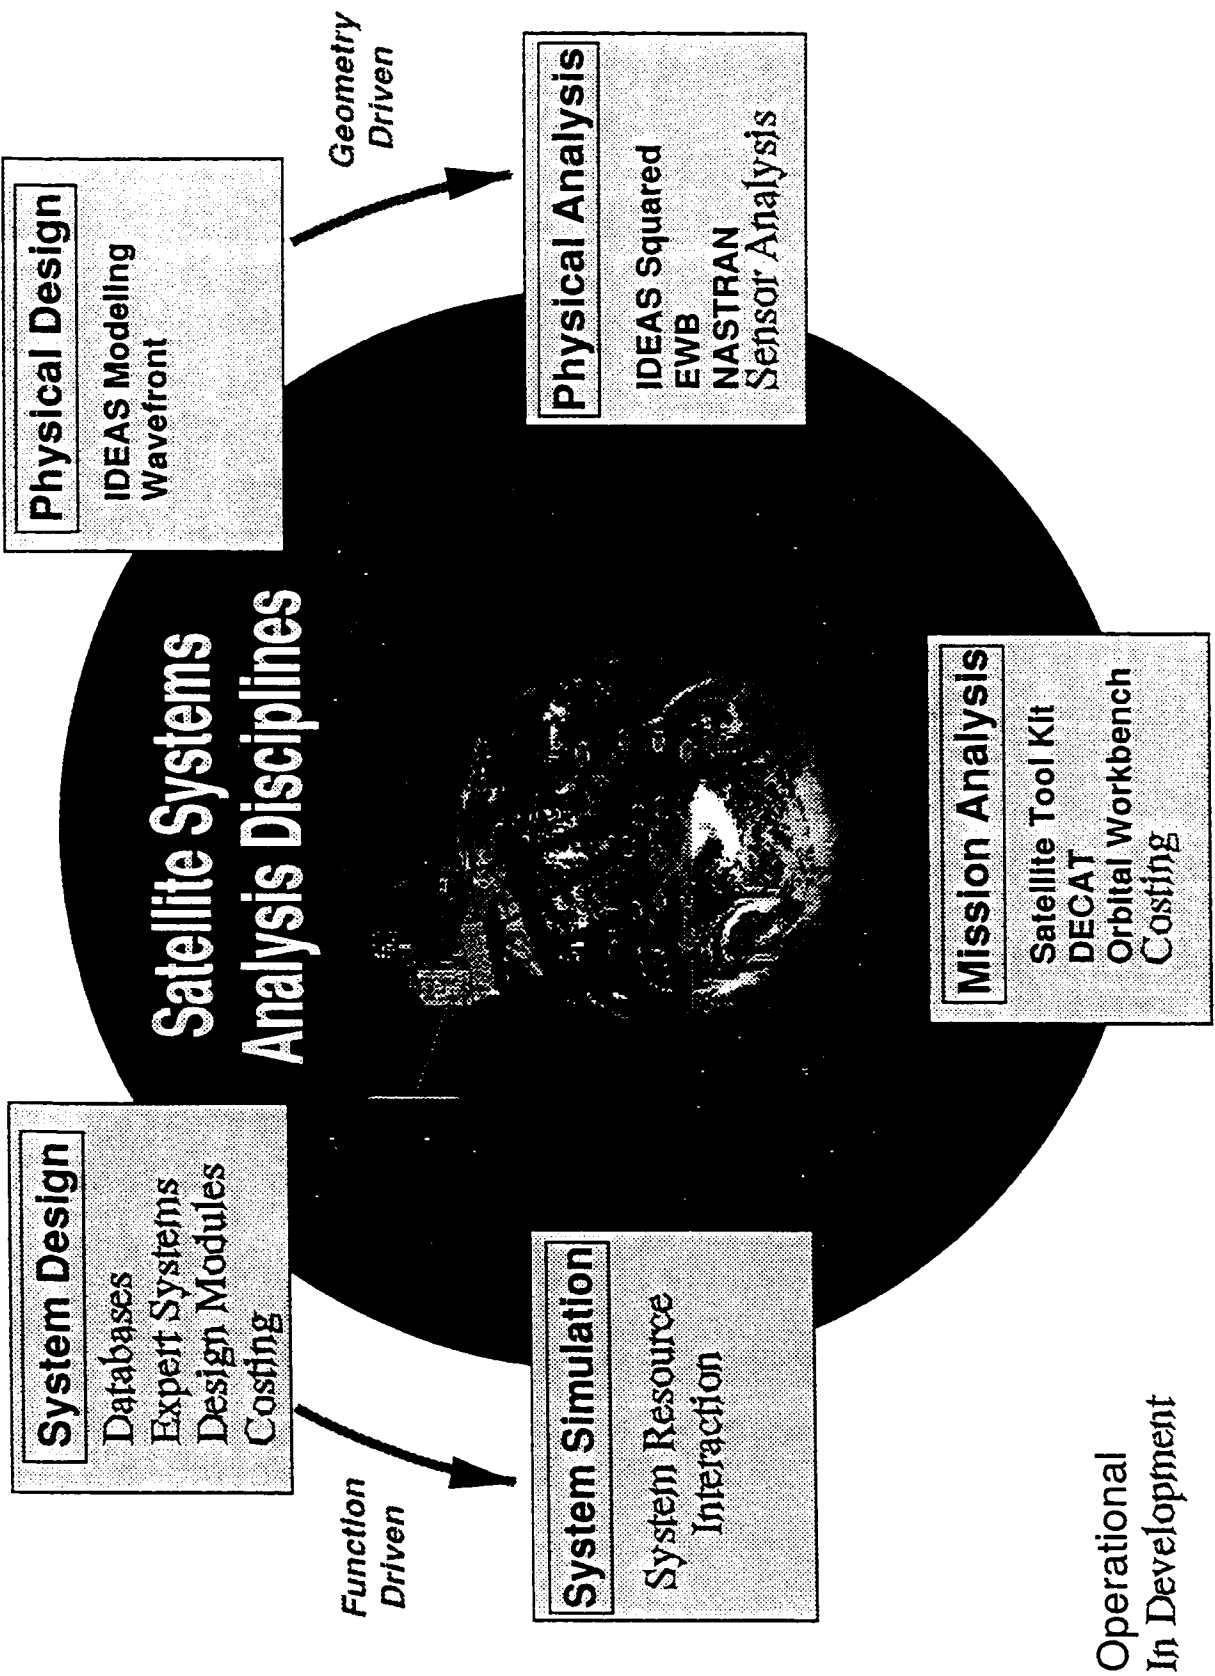 Satellite Systems
Analysis Disciplines
System Design
Databases
Expert Systems
Design Modules
Costing
Physical Design
IDEAS Modeling
Wavefront
Function
Driven
Geometry
Driven
System Simulation
System Resource
Interaction
Physical Analysis
IDEAS Squared
EWB
NASTRAN
Sensor Analysis
Mission Analysis
Satellite Tool Kit
DECAT
Orbital Workbench
Costing
Operational
In Development